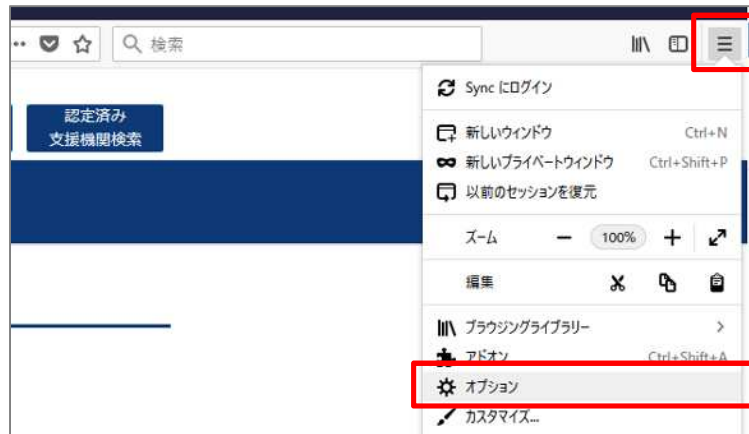 検索
認定済み
支援機関検索
Sync にログイン
新しいウィンドウ Ctrl+N
新しいプライベートウィンドウ Ctrl+Shift+P
以前のセッションを復元
ズーム 100%
編集
ブラウジングライブラリー
アドオン Ctrl+Shift+A
オプション
カスタマイズ...